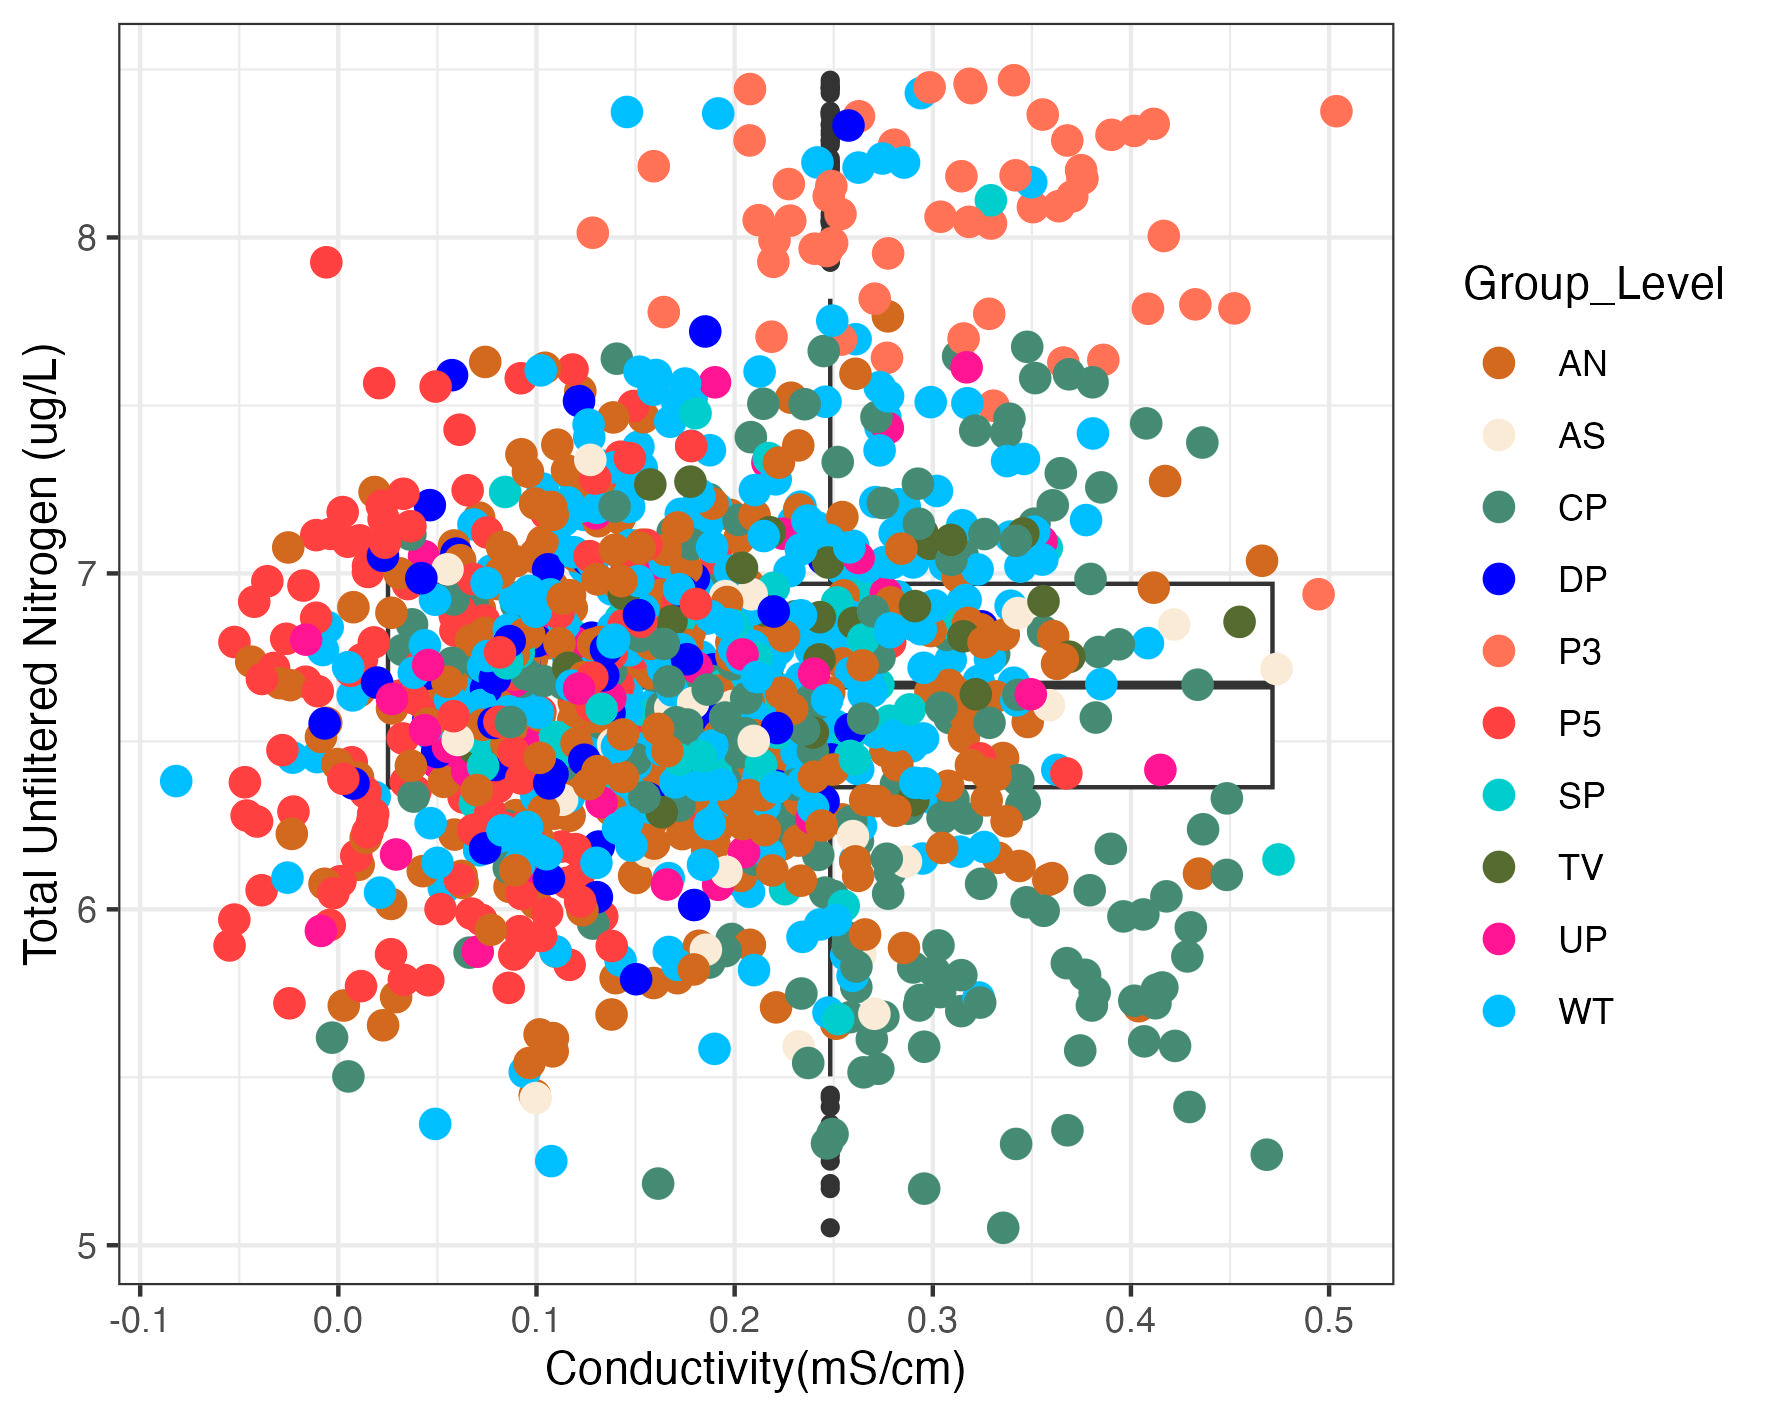 Total Unfiltered Nitrogen (ug/L)
8
7
6
5
-0.1
0.0
0.1
0.2
0.3
0.4
0.5
Conductivity(mS/cm)
Group_Level
AN
AS
CP
DP
P3
P5
SP
TV
UP
WT